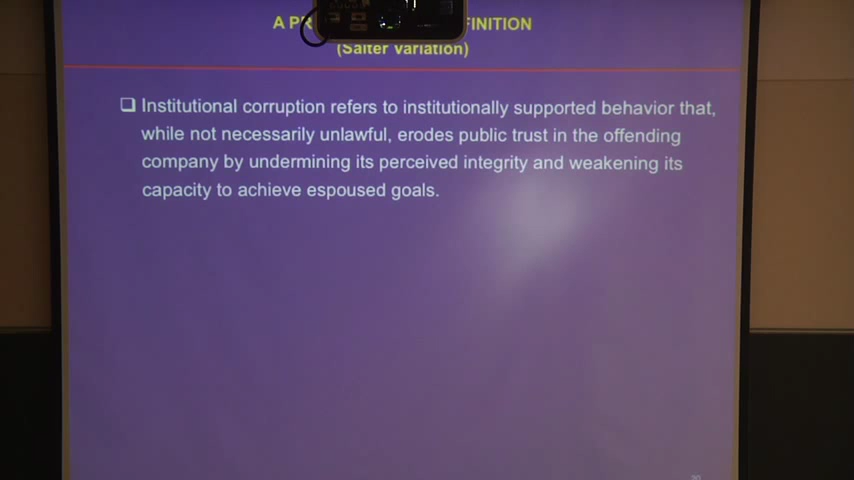 A PR FINITION
(Salter Variation)
❑ Institutional corruption refers to institutionally supported behavior that,
while not necessarily unlawful, erodes public trust in the offending
company by undermining its perceived integrity and weakening its
capacity to achieve espoused goals.